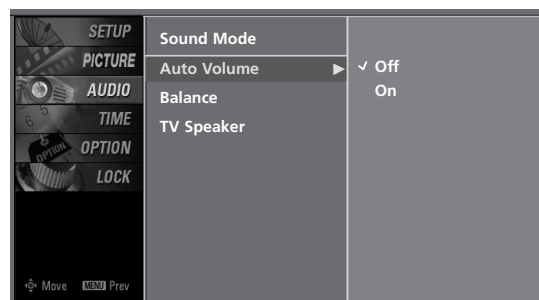 SETUP
PICTURE
AUDIO
TIME
OPTION
LOCK
Move MENU Prev
Sound Mode
Auto Volume
Balance
TV Speaker
Off
On